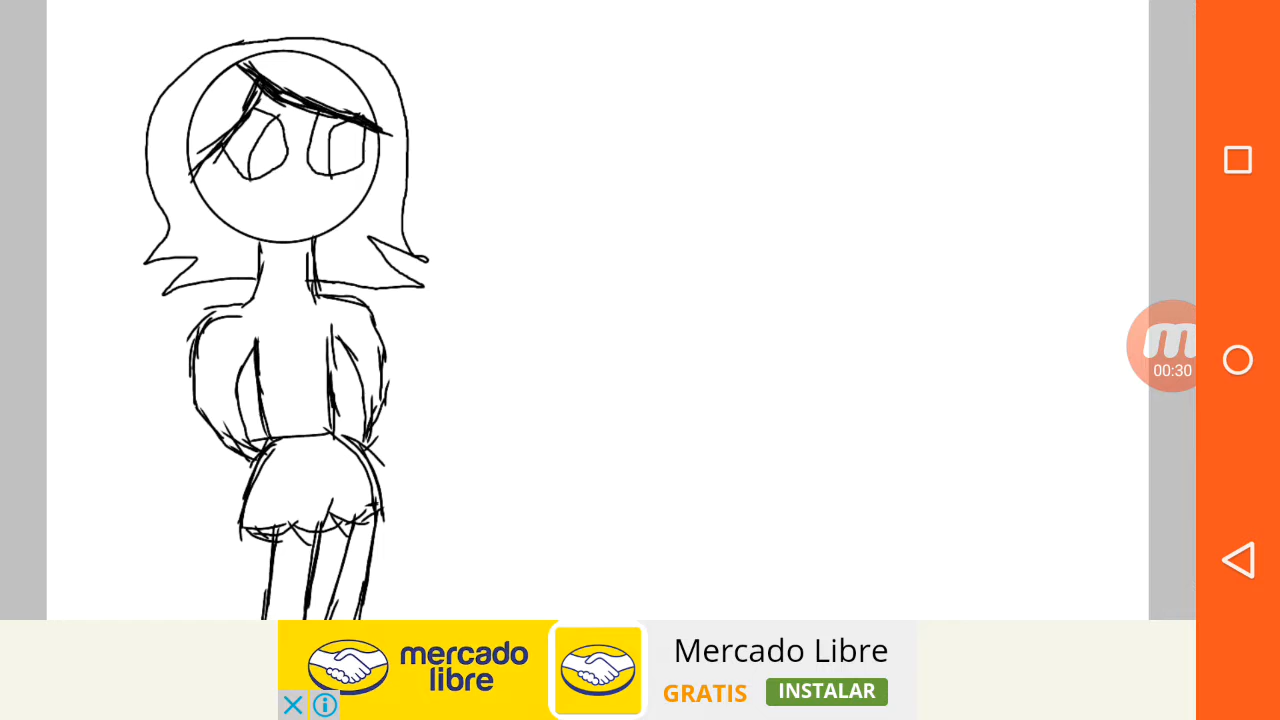 m
00:30
mercado
libre
Mercado Libre
GRATIS
INSTALAR